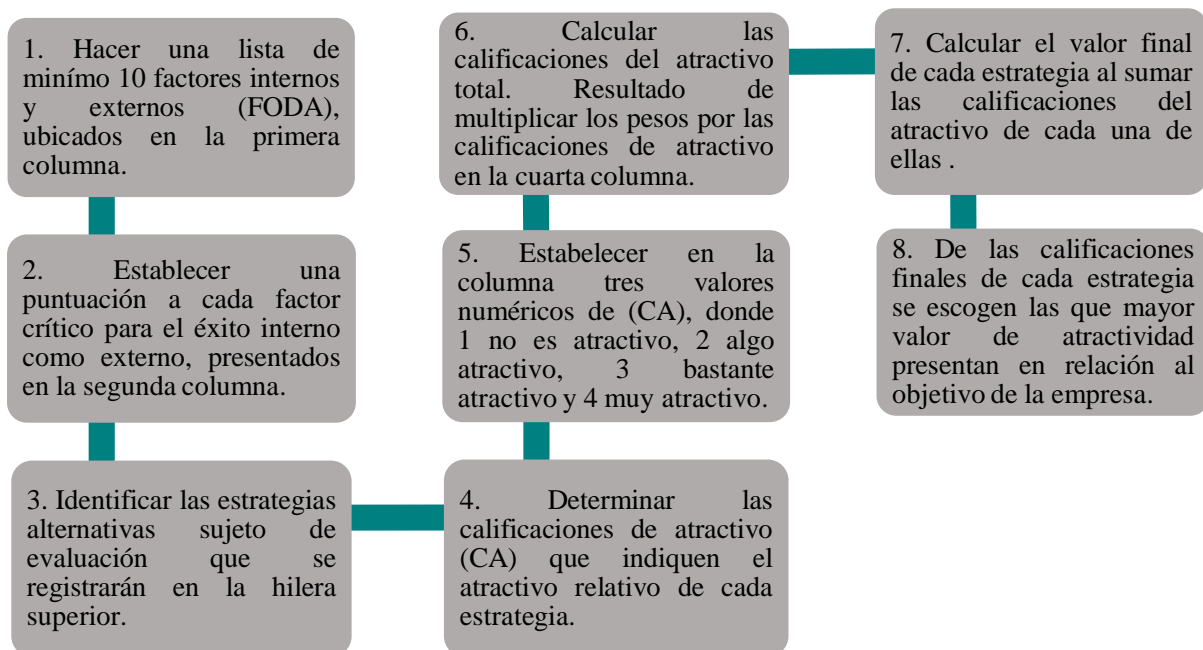 1. Hacer una lista de
minímo 10 factores internos
y externos (FODA),
ubicados en la primera
columna.
2. Establecer una
puntuación a cada factor
crítico para el éxito interno
como externo, presentados
en la segunda columna.
3. Identificar las estrategias
alternativas sujeto de
evaluación que se
registrarán en la hilera
superior.
4. Determinar las
calificaciones de atractivo
(CA) que indiquen el
atractivo relativo de cada
estrategia.
5. Estabelecer en la
columna tres valores
numéricos de (CA), donde
1 no es atractivo, 2 algo
atractivo, 3 bastante
atractivo y 4 muy atractivo.
6. Calcular las
calificaciones del atractivo
total. Resultado de
multiplicar los pesos por las
calificaciones de atractivo
en la cuarta columna.
7. Calcular el valor final
de cada estrategia al sumar
las calificaciones del
atractivo de cada una de
ellas .
8. De las calificaciones
finales de cada estrategia
se escogen las que mayor
valor de atractividad
presentan en relación al
objetivo de la empresa.